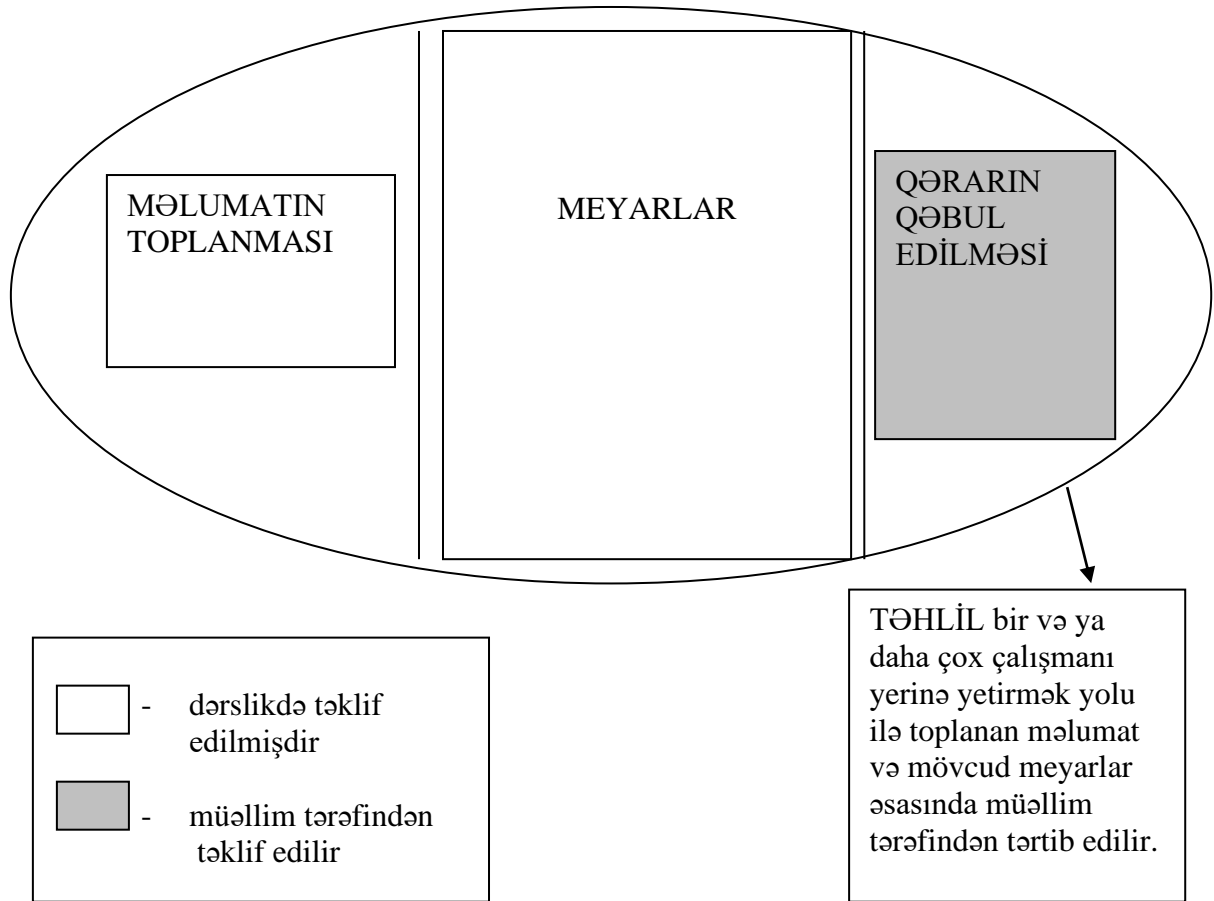 MƏLUMATIN
TOPLANMASI
MEYARLAR
QƏRARIN
QƏBUL
EDİLMƏSİ
- dərslikdə təklif
edilmişdir
- müəllim tərəfindən
təklif edilir
TƏHLİL bir və ya
daha çox çalışmanı
yerinə yetirmək yolu
ilə toplanan məlumat
və mövcud meyarlar
əsasında müəllim
tərəfindən tərtib edilir.